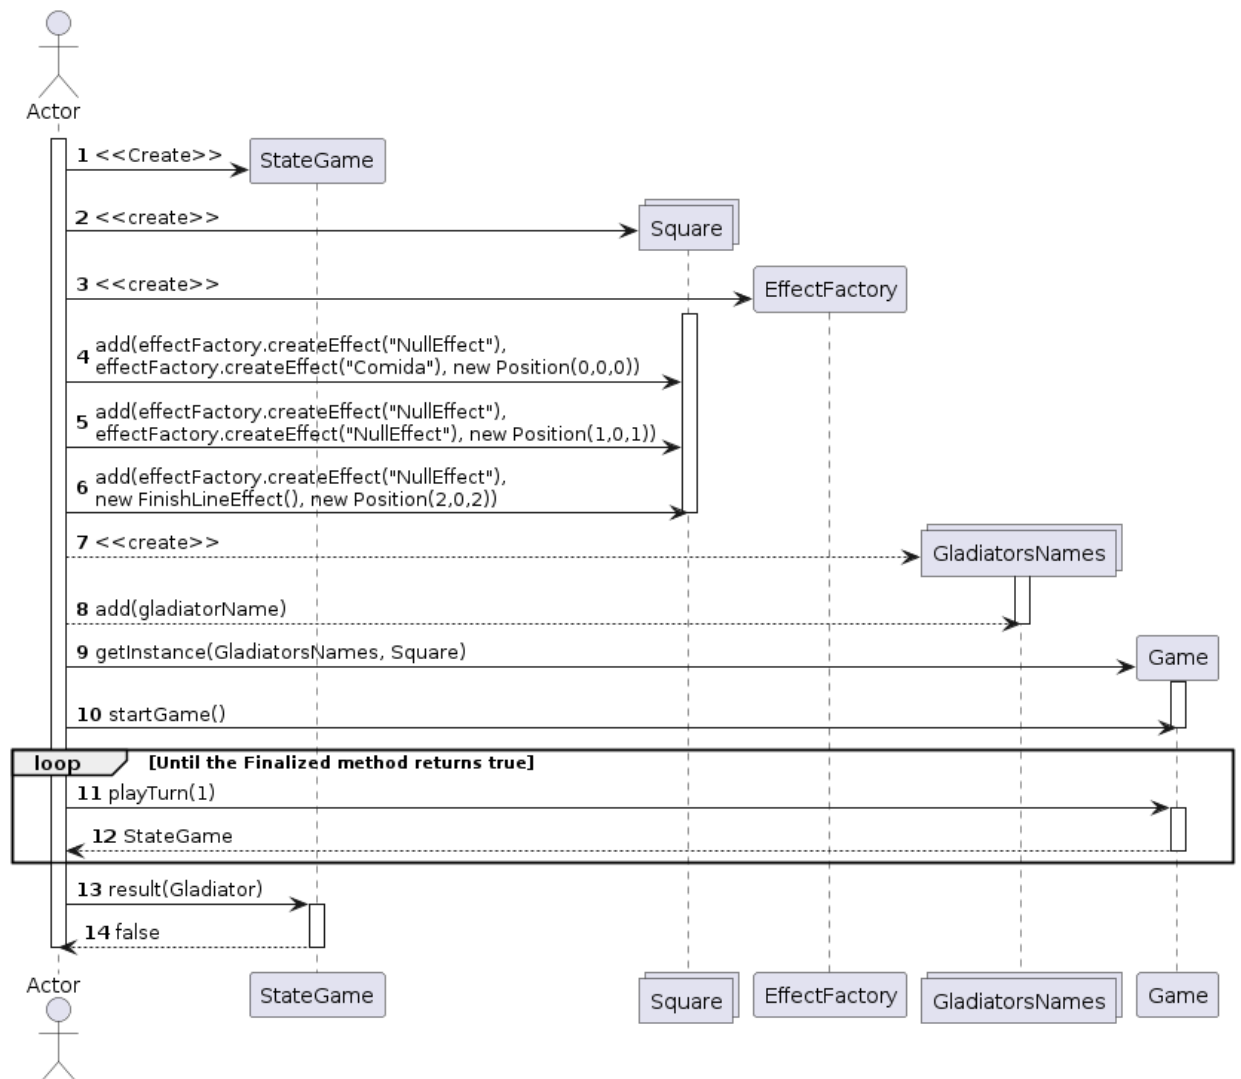 Actor
1 <<Create>>
StateGame
2 <<create>>
Square
3 <<create>>
EffectFactory
4 add(effectFactory.createEffect("NullEffect"),
effectFactory.createEffect("Comida"), new Position(0,0,0))
5 add(effectFactory.createEffect("NullEffect"),
effectFactory.createEffect("NullEffect"), new Position(1,0,1))
6 add(effectFactory.createEffect("NullEffect"),
new FinishLineEffect(), new Position(2,0,2))
7 <<create>>
GladiatorsNames
8 add(gladiatorName)
9 getInstance(GladiatorsNames, Square)
Game
10 startGame()
loop [Until the Finalized method returns true]
11 playTurn(1)
12 StateGame
13 result(Gladiator)
14 false
Actor
StateGame
Square
EffectFactory
GladiatorsNames
Game